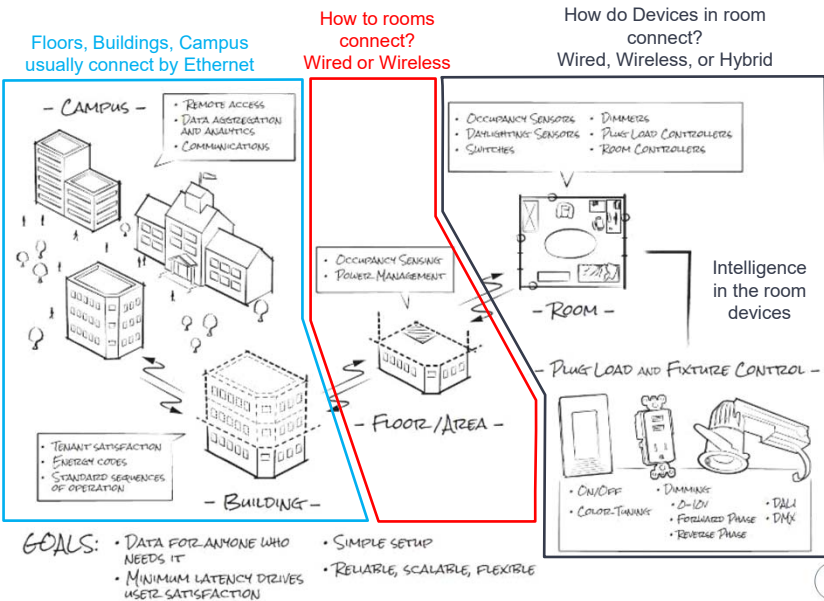 Floors, Buildings, Campus
usually connect by Ethernet
How to rooms
connect?
Wired or Wireless
How do Devices in room
connect?
Wired, Wireless, or Hybrid
- CAMPUS -
• REMOTE ACCESS
• DATA AGGREGATION
AND ANALYTICS
• COMMUNICATIONS
• OCCUPANCY SENSORS
• DAYLIGHTING SENSORS
• SWITCHES
• DIMMERS
• PLUG LOAD CONTROLLERS
• ROOM CONTROLLERS
• OCCUPANCY SENSING
• POWER MANAGEMENT
- ROOM -
Intelligence
in the room
devices
- PLUG LOAD AND FIXTURE CONTROL -
- FLOOR/AREA -
• TENANT SATISFACTION
• ENERGY CODES
• STANDARD SEQUENCES
OF OPERATION
- BUILDING -
• ON/OFF
• COLOR-TUNING
• DIMMING
• 0-10V
• FORWARD PHASE
• REVERSE PHASE
• DALI
• DMX
GOALS:
• DATA FOR ANYONE WHO
NEEDS IT
• MINIMUM LATENCY DRIVES
USER SATISFACTION
• SIMPLE SETUP
• RELIABLE, SCALABLE, FLEXIBLE